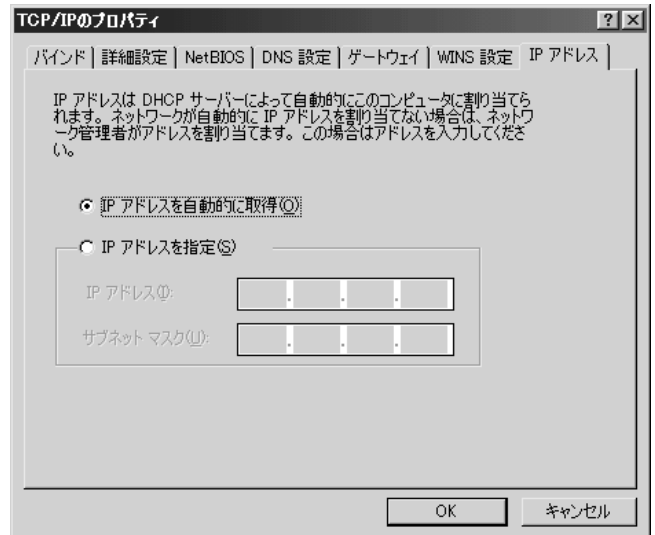 TCP/IPのプロパティ
バインド 詳細設定 NetBIOS DNS 設定 ゲートウェイ WINS 設定 IP アドレス
IP アドレスは DHCP サーバーによって自動的にこのコンピュータに割り当てら
れます。ネットワークが自動的に IP アドレスを割り当てない場合は、ネットワ
ーク管理者がアドレスを割り当てます。この場合はアドレスを入力してくださ
い。
IP アドレスを自動的に取得(O)
IP アドレスを指定(S)
IP アドレス(I):
サブネット マスク(U):
OK キャンセル